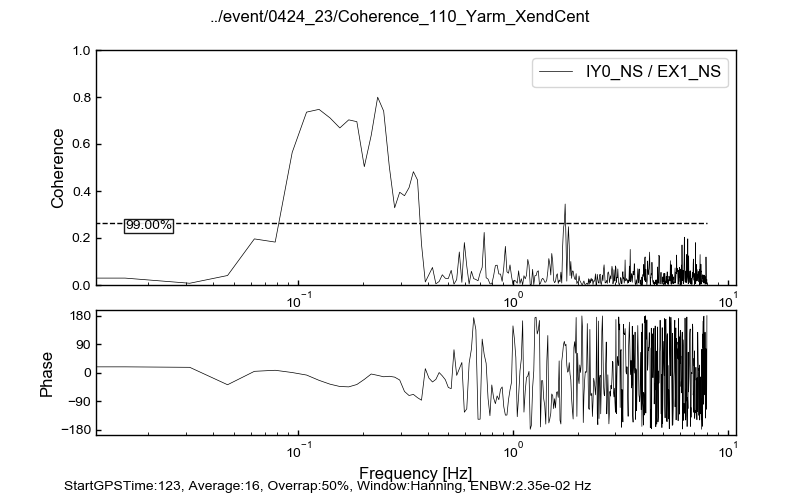 ../event/0424_23/Coherence_110_Yarm_XendCent
1.0
IY0_NS / EX1_NS
0.8
0.6
Coherence
0.4
99.00%
0.2
0.0
10⁻¹ 10⁰ 10¹
180
90
Phase
0
−90
−180
10⁻¹ 10⁰ 10¹
Frequency [Hz]
StartGPSTime:123, Average:16, Overrap:50%, Window:Hanning, ENBW:2.35e-02 Hz